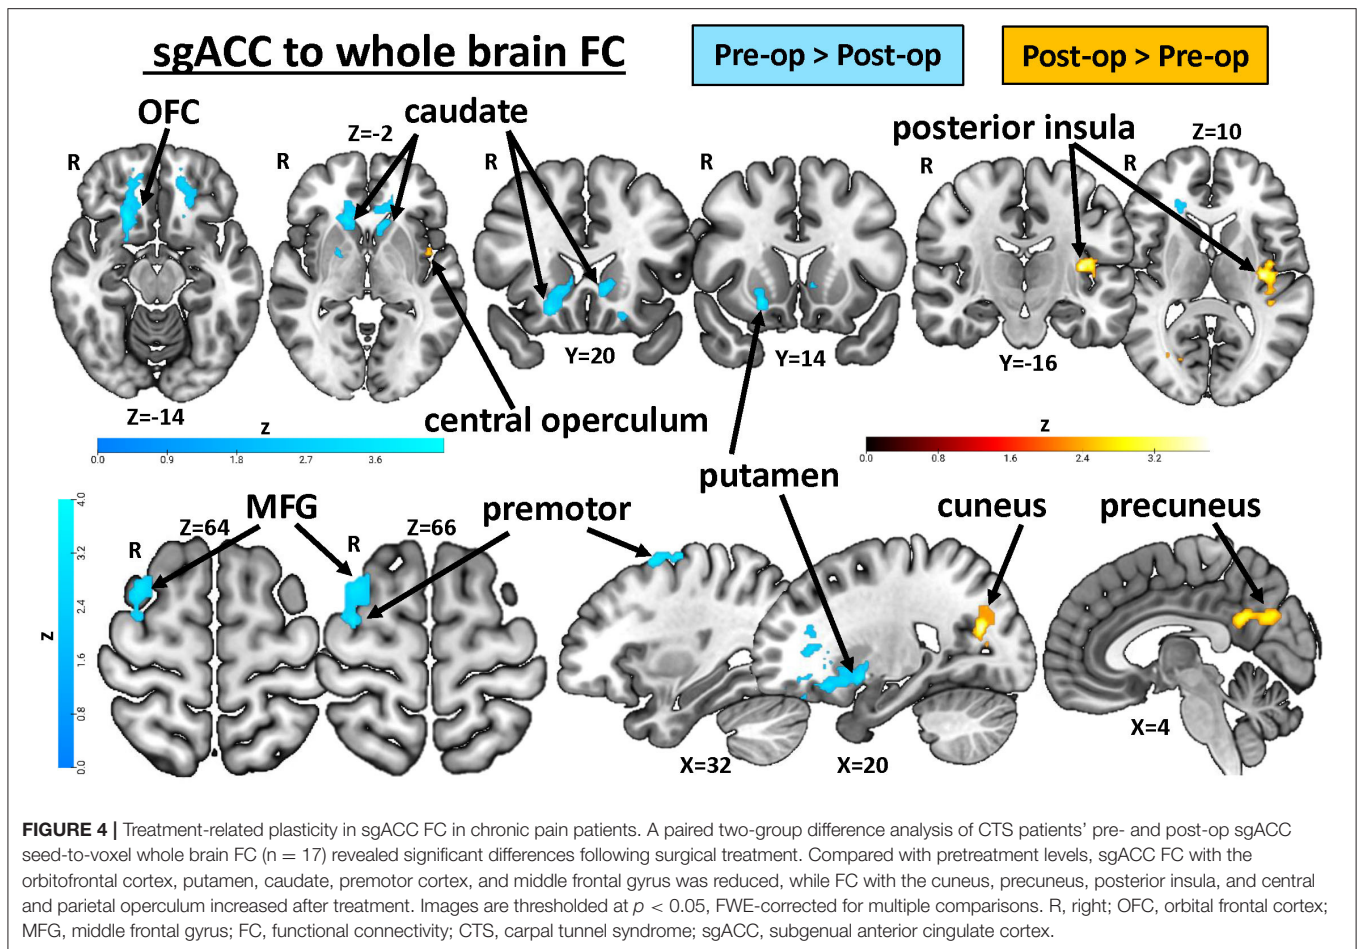 sgACC to whole brain FC
Pre-op > Post-op
Post-op > Pre-op
OFC
caudate
posterior insula
Z=-2
Z=10
R
R
R
R
R
R
Y=20
Y=14
Y=-16
Z=-14
central operculum
z
0.0 0.9 1.8 2.7 3.6
z
0.0 0.8 1.6 2.4 3.2
putamen
MFG
premotor
cuneus
precuneus
Z=64
Z=66
R
R
z
4.0
3.2
2.4
1.6
0.8
0.0
X=32
X=20
X=4
FIGURE 4 | Treatment-related plasticity in sgACC FC in chronic pain patients. A paired two-group difference analysis of CTS patients' pre- and post-op sgACC
seed-to-voxel whole brain FC (n = 17) revealed significant differences following surgical treatment. Compared with pretreatment levels, sgACC FC with the
orbitofrontal cortex, putamen, caudate, premotor cortex, and middle frontal gyrus was reduced, while FC with the cuneus, precuneus, posterior insula, and central
and parietal operculum increased after treatment. Images are thresholded at p < 0.05, FWE-corrected for multiple comparisons. R, right; OFC, orbital frontal cortex;
MFG, middle frontal gyrus; FC, functional connectivity; CTS, carpal tunnel syndrome; sgACC, subgenual anterior cingulate cortex.